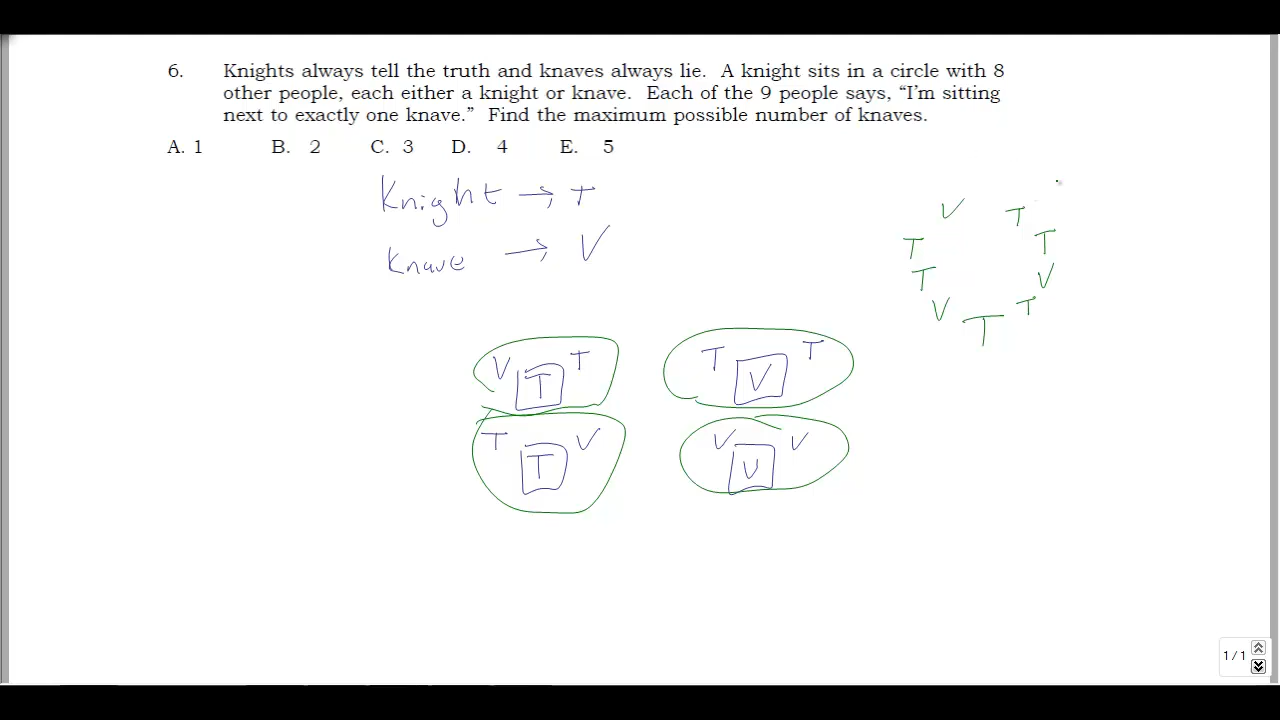 6. Knights always tell the truth and knaves always lie. A knight sits in a circle with 8
other people, each either a knight or knave. Each of the 9 people says, “I’m sitting
next to exactly one knave.” Find the maximum possible number of knaves.
A. 1 B. 2 C. 3 D. 4 E. 5
Knight → T
knave → V
V T
T T
T V
V T
V T
V T T
T V T
T T V
V V V
1 / 1